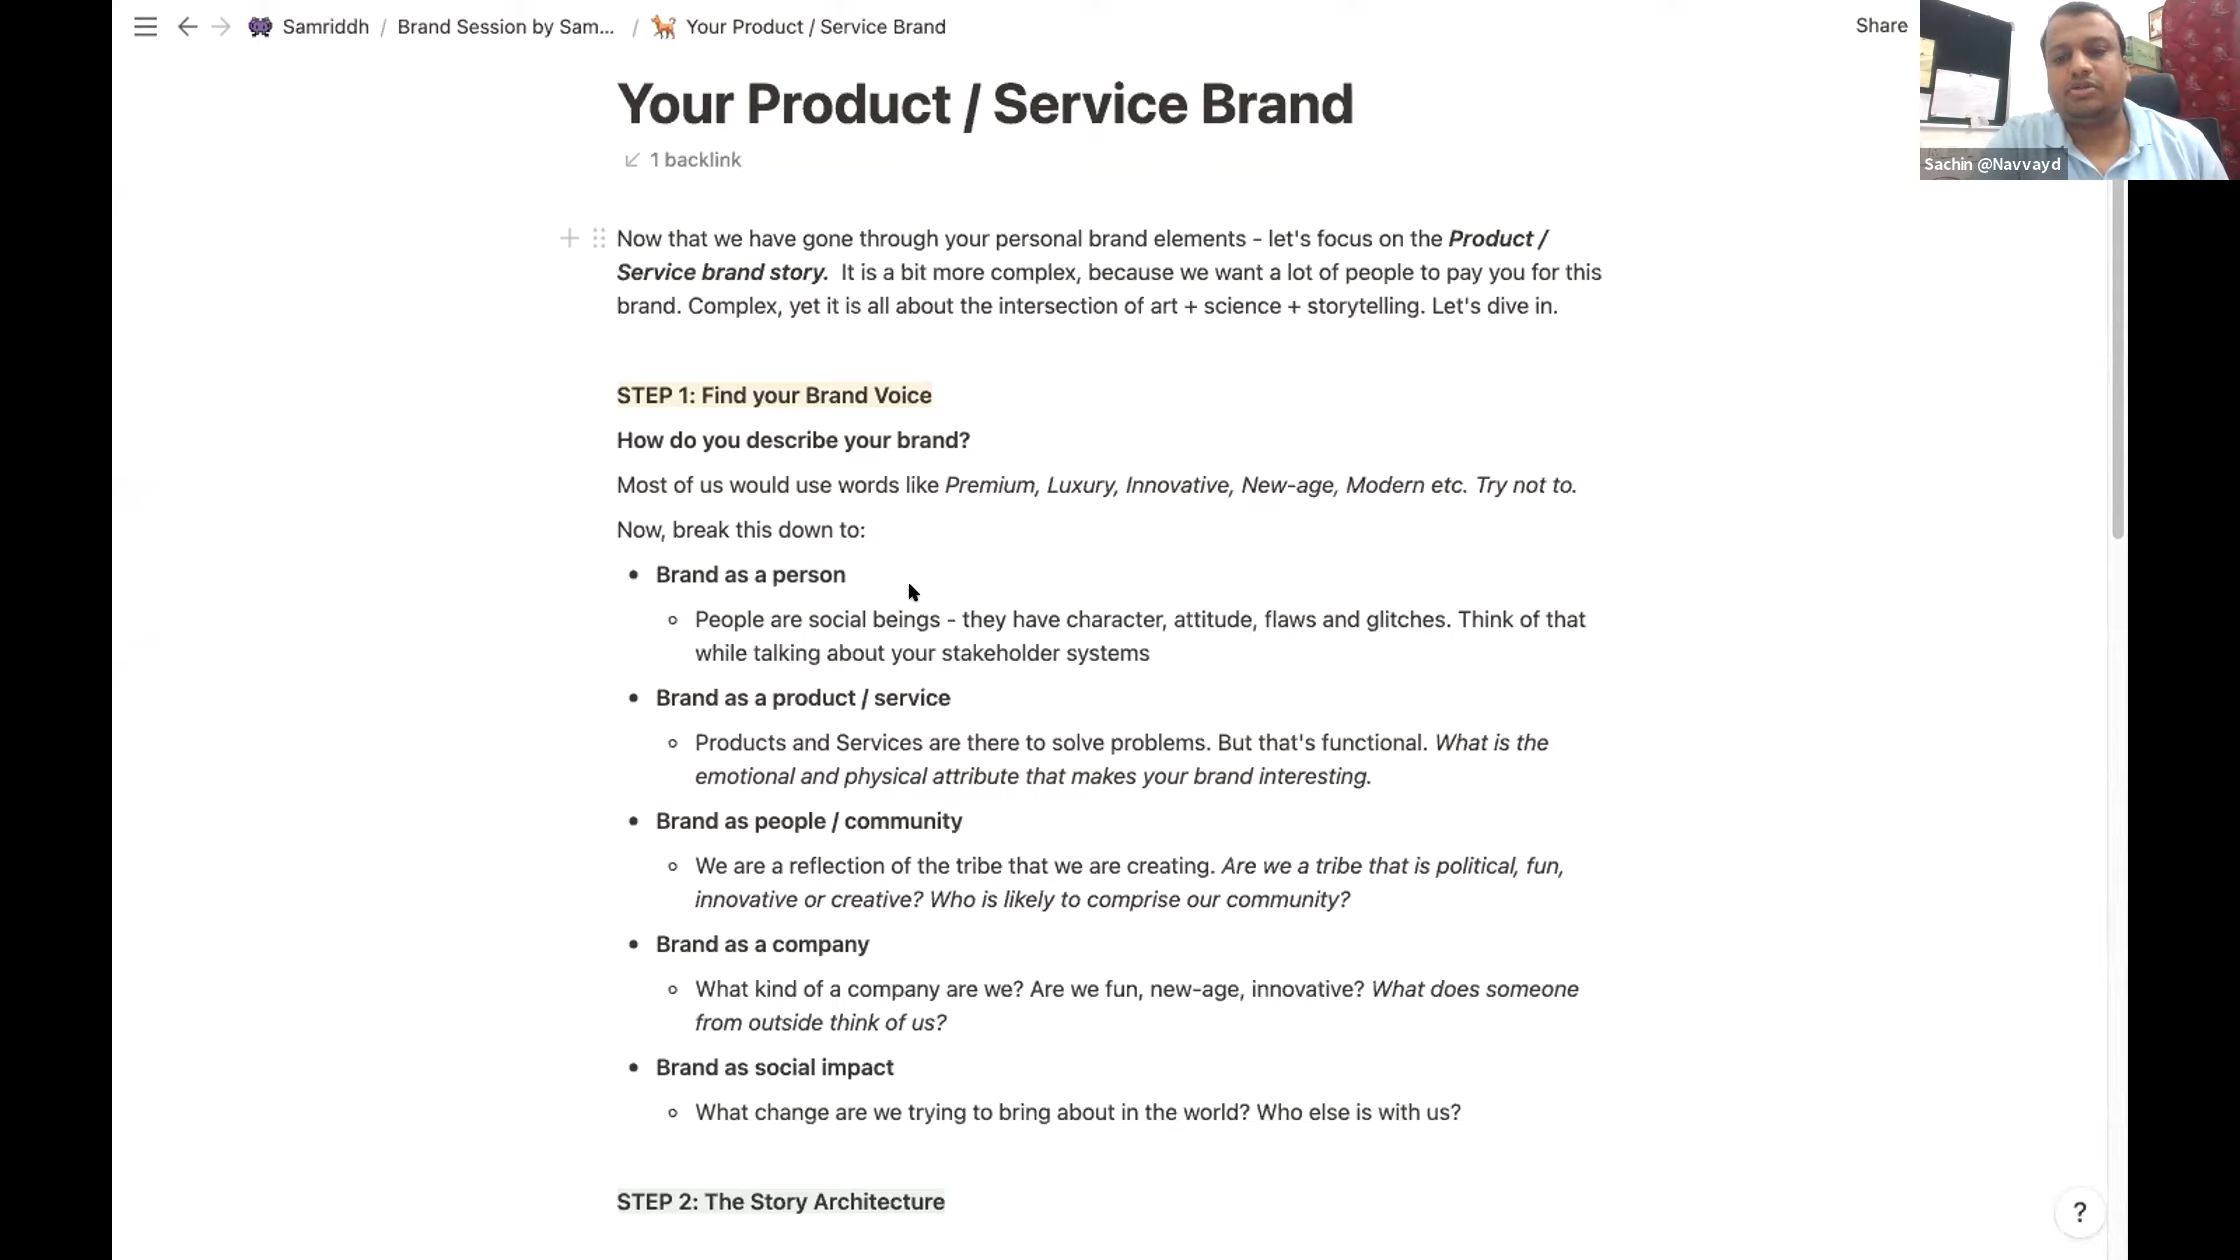 Samriddh / Brand Session by Sam... / Your Product / Service Brand
Share
Your Product / Service Brand
1 backlink
Sachin @Navvayd
Now that we have gone through your personal brand elements - let's focus on the Product /
Service brand story. It is a bit more complex, because we want a lot of people to pay you for this
brand. Complex, yet it is all about the intersection of art + science + storytelling. Let's dive in.
STEP 1: Find your Brand Voice
How do you describe your brand?
Most of us would use words like Premium, Luxury, Innovative, New-age, Modern etc. Try not to.
Now, break this down to:
• Brand as a person
◦ People are social beings - they have character, attitude, flaws and glitches. Think of that
while talking about your stakeholder systems
• Brand as a product / service
◦ Products and Services are there to solve problems. But that's functional. What is the
emotional and physical attribute that makes your brand interesting.
• Brand as people / community
◦ We are a reflection of the tribe that we are creating. Are we a tribe that is political, fun,
innovative or creative? Who is likely to comprise our community?
• Brand as a company
◦ What kind of a company are we? Are we fun, new-age, innovative? What does someone
from outside think of us?
• Brand as social impact
◦ What change are we trying to bring about in the world? Who else is with us?
STEP 2: The Story Architecture
?